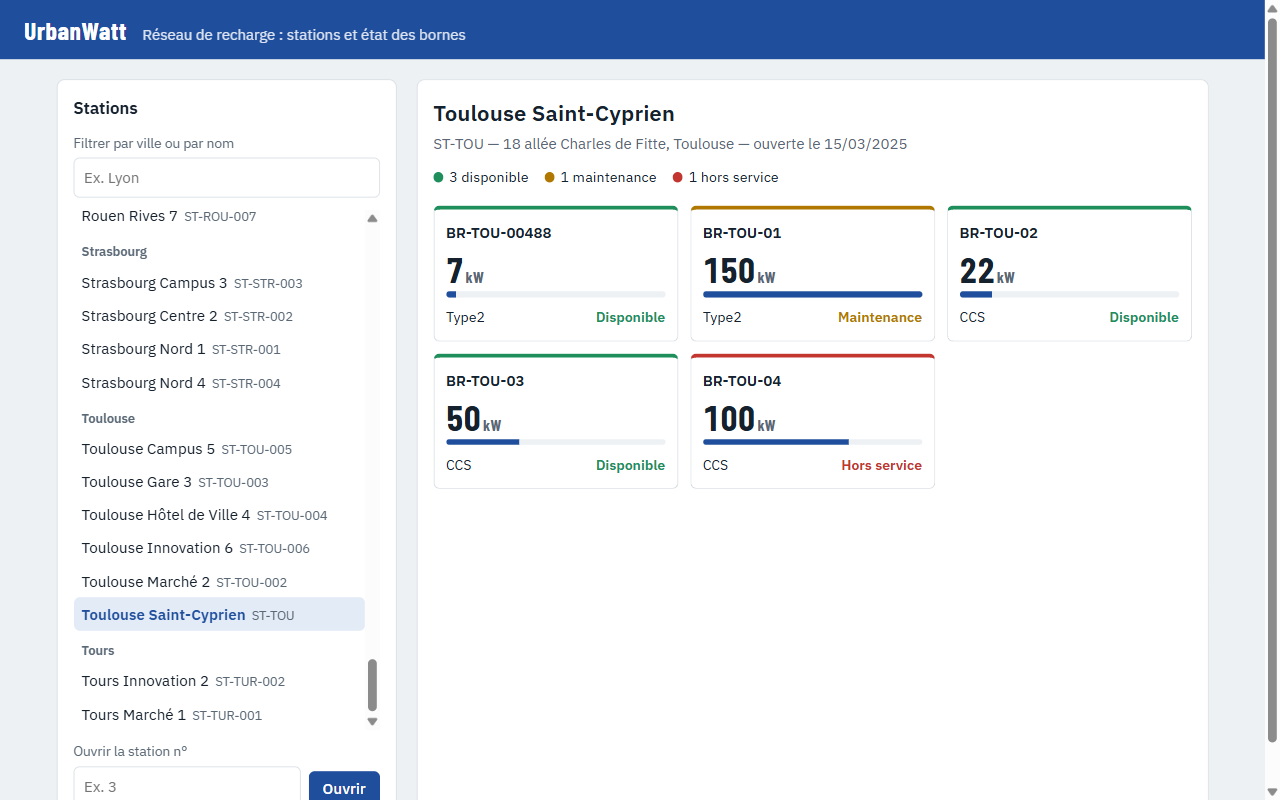 UrbanWatt Réseau de recharge : stations et état des bornes
Stations
Filtrer par ville ou par nom
Ex. Lyon
Rouen Rives 7 ST-ROU-007
Strasbourg
Strasbourg Campus 3 ST-STR-003
Strasbourg Centre 2 ST-STR-002
Strasbourg Nord 1 ST-STR-001
Strasbourg Nord 4 ST-STR-004
Toulouse
Toulouse Campus 5 ST-TOU-005
Toulouse Gare 3 ST-TOU-003
Toulouse Hôtel de Ville 4 ST-TOU-004
Toulouse Innovation 6 ST-TOU-006
Toulouse Marché 2 ST-TOU-002
Toulouse Saint-Cyprien ST-TOU
Tours
Tours Innovation 2 ST-TUR-002
Tours Marché 1 ST-TUR-001
Ouvrir la station n°
Ex. 3 Ouvrir
Toulouse Saint-Cyprien
ST-TOU — 18 allée Charles de Fitte, Toulouse — ouverte le 15/03/2025
3 disponible 1 maintenance 1 hors service
BR-TOU-00488
7 kW
Type2 Disponible
BR-TOU-01
150 kW
Type2 Maintenance
BR-TOU-02
22 kW
CCS Disponible
BR-TOU-03
50 kW
CCS Disponible
BR-TOU-04
100 kW
CCS Hors service